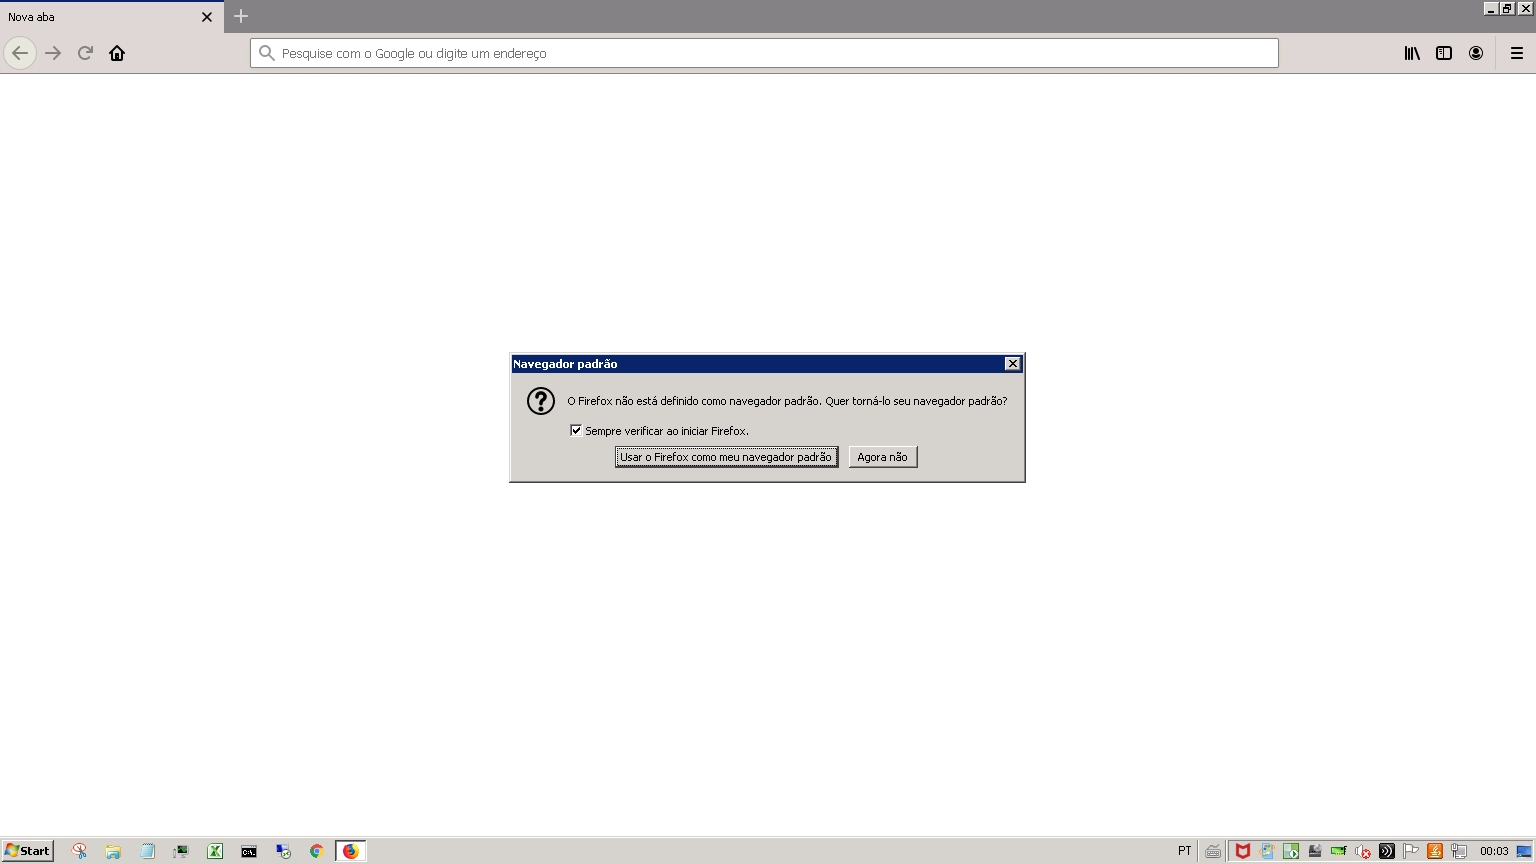 Nova aba
Pesquise com o Google ou digite um endereço
Navegador padrão
O Firefox não está definido como navegador padrão. Quer torná-lo seu navegador padrão?
Sempre verificar ao iniciar Firefox.
Usar o Firefox como meu navegador padrão
Agora não
Start
C:\.
PT
00:03